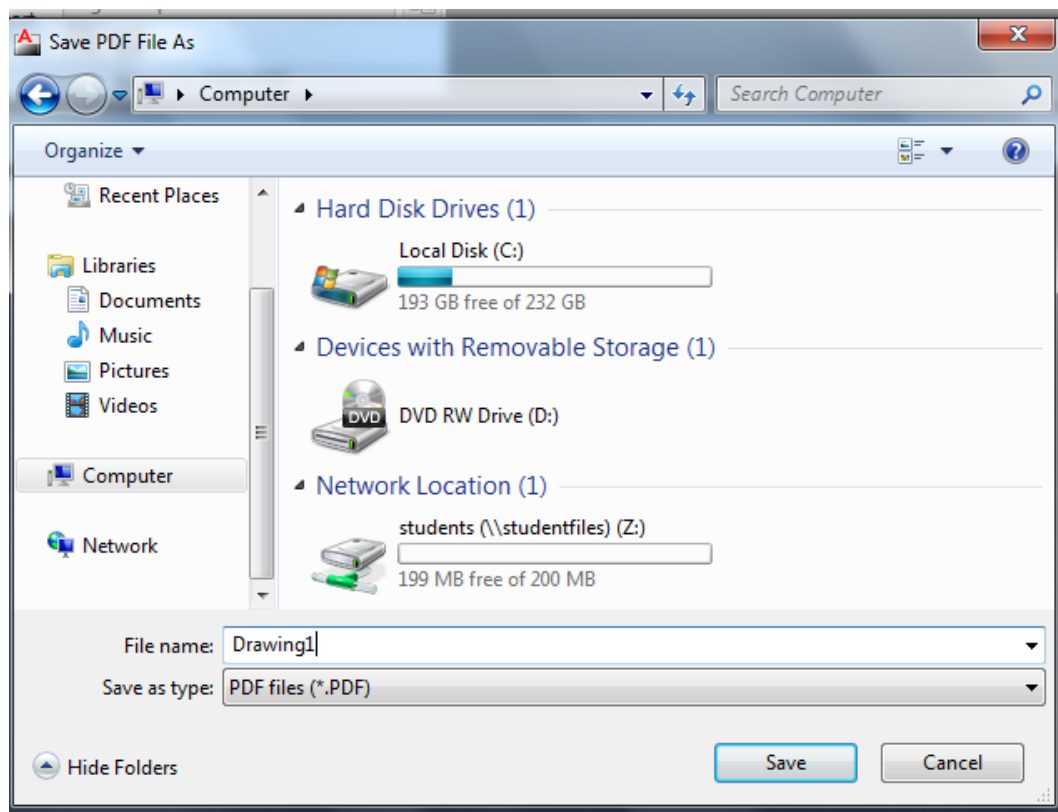 Save PDF File As
Computer
Search Computer
Organize
Recent Places
Libraries
Documents
Music
Pictures
Videos
Computer
Network
Hard Disk Drives (1)
Local Disk (C:)
193 GB free of 232 GB
Devices with Removable Storage (1)
DVD
DVD RW Drive (D:)
Network Location (1)
students (\\studentfiles) (Z:)
199 MB free of 200 MB
File name: Drawing1
Save as type: PDF files (*.PDF)
Hide Folders
Save
Cancel